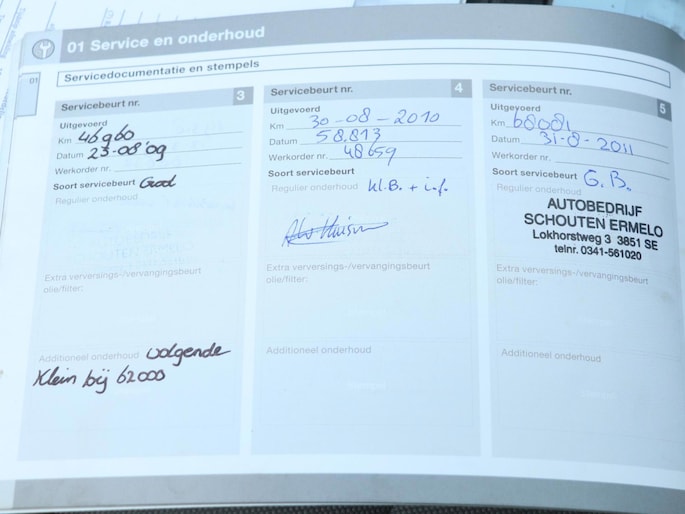 01 Service en onderhoud
01
Servicedocumentatie en stempels
Servicebeurt nr. 3
Uitgevoerd
Km 46960
Datum 23-08-'09
Werkorder nr.
Soort servicebeurt Groot
Regulier onderhoud
Extra verversings-/vervangingsbeurt
olie/filter:
Additioneel onderhoud volgende
Klein bij 62000
Servicebeurt nr. 4
Uitgevoerd
Km 30-08-2010
Datum 58.813
Werkorder nr. 48659
Soort servicebeurt
Regulier onderhoud Kl.B. + i.f.
Extra verversings-/vervangingsbeurt
olie/filter:
Additioneel onderhoud
Servicebeurt nr. 5
Uitgevoerd
Km 68081
Datum 31-8-2011
Werkorder nr.
Soort servicebeurt G.B.
Regulier onderhoud
AUTOBEDRIJF
SCHOUTEN ERMELO
Lokhorstweg 3 3851 SE
telnr. 0341-561020
Extra verversings-/vervangingsbeurt
olie/filter:
Additioneel onderhoud